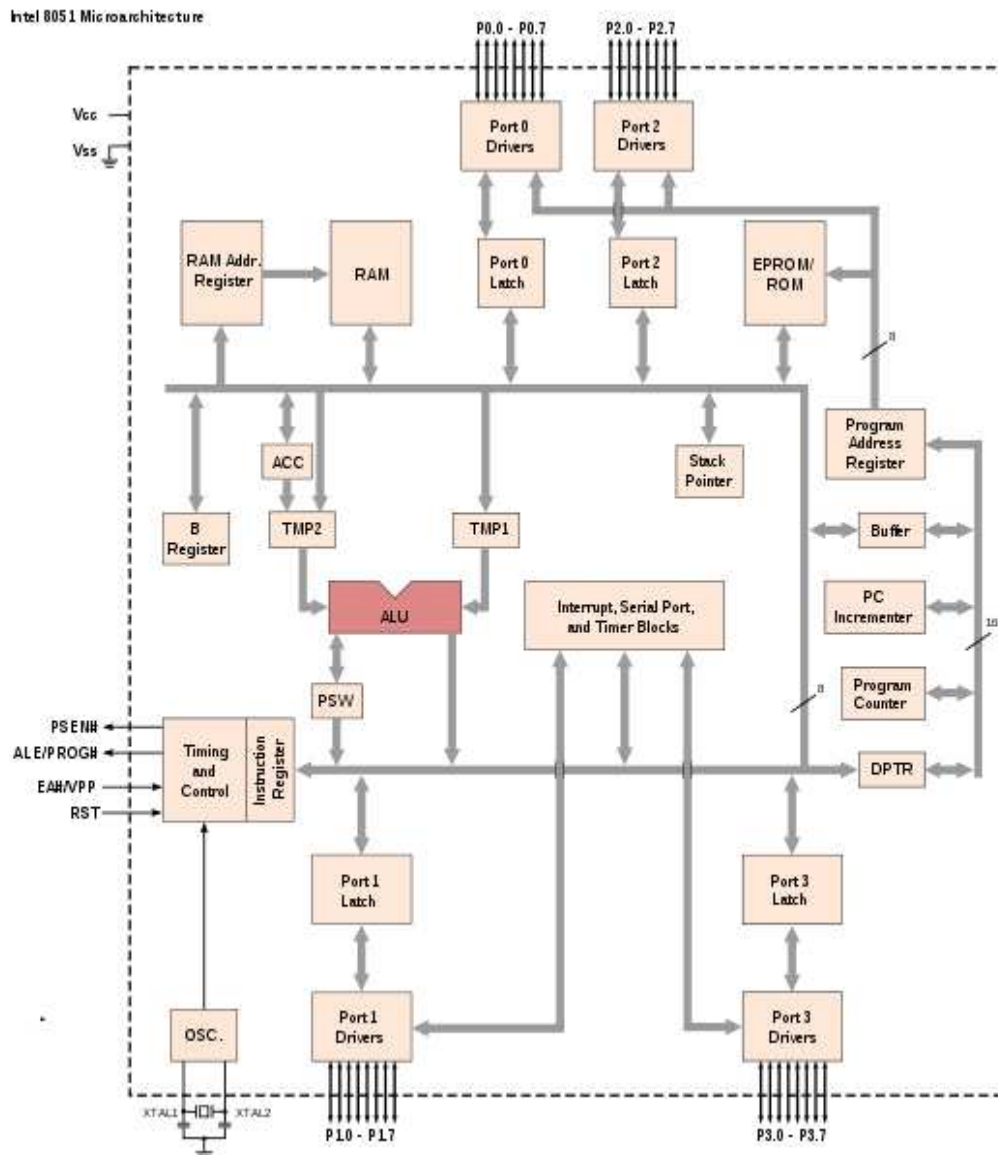 Intel 8051 Microarchitecture
P0.0 - P0.7
P2.0 - P2.7
Vcc
Vss
Port 0
Drivers
Port 2
Drivers
RAM Addr.
Register
RAM
Port 0
Latch
Port 2
Latch
EPROM/
ROM
8
Program
Address
Register
ACC
Stack
Pointer
B
Register
TMP2
TMP1
Buffer
ALU
Interrupt, Serial Port,
and Timer Blocks
PC
Incrementer
16
PSW
8
Program
Counter
PSEN#
ALE/PROG#
EA#/VPP
RST
Timing
and
Control
Instruction
Register
DPTR
Port 1
Latch
Port 3
Latch
OSC.
Port 1
Drivers
Port 3
Drivers
XTAL1
XTAL2
P1.0 - P1.7
P3.0 - P3.7